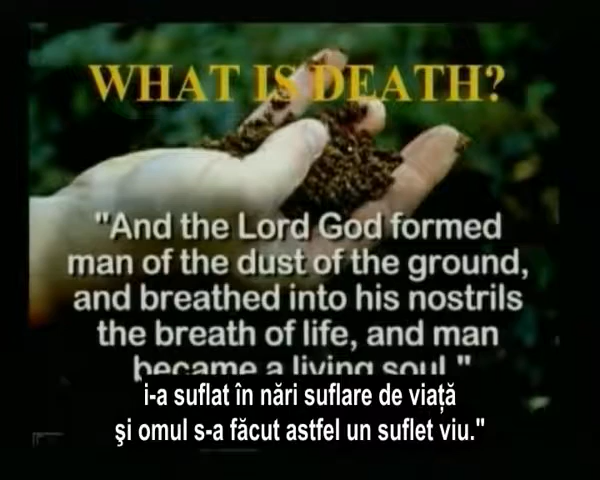 WHAT IS DEATH?
"And the Lord God formed
man of the dust of the ground,
and breathed into his nostrils
the breath of life, and man
became a living soul."
i-a suflat în nări suflare de viaţă
şi omul s-a făcut astfel un suflet viu."